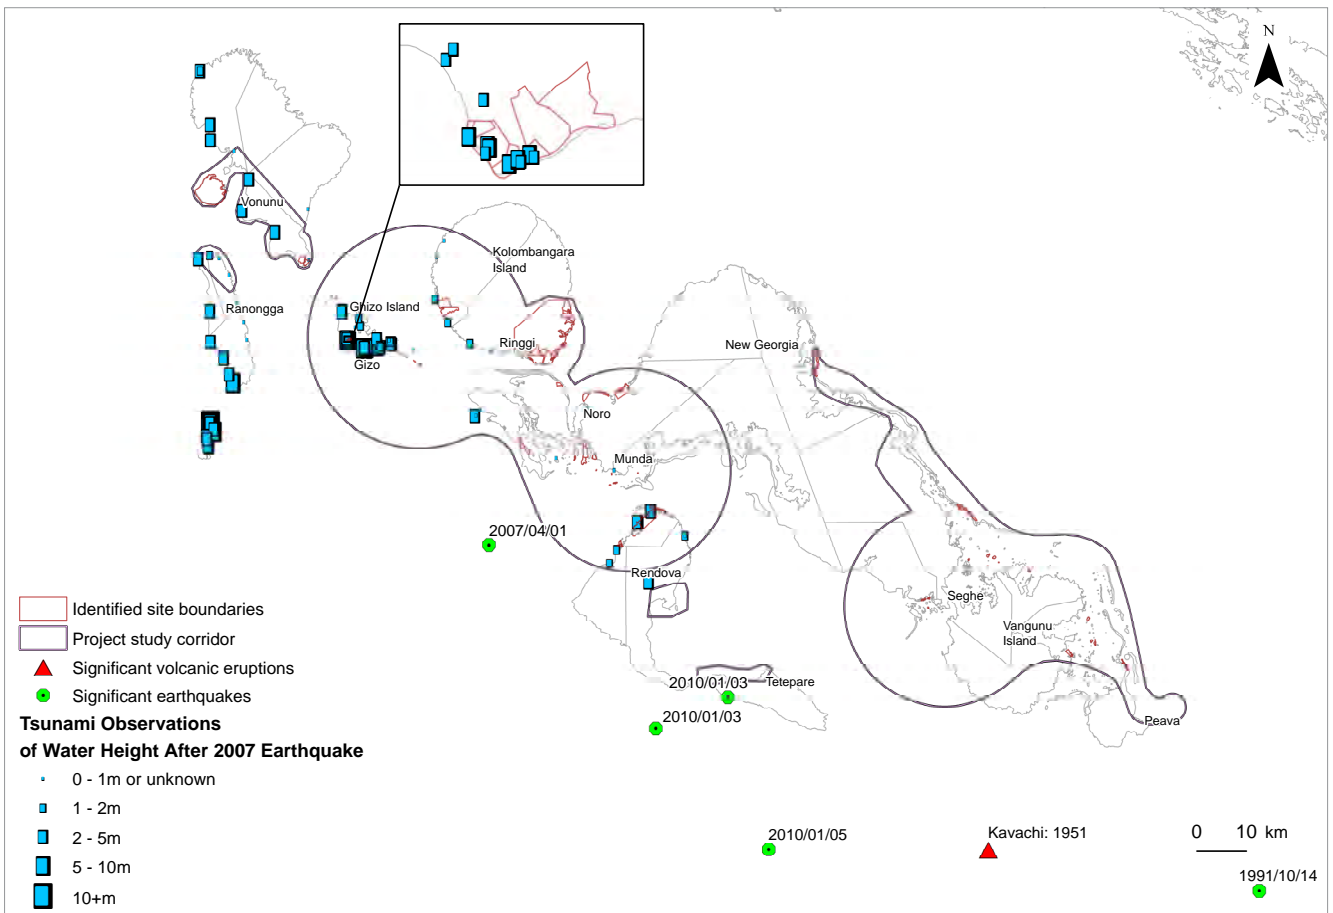 N
Vonunu
Kolombangara
Island
Ranongga
Ghizo Island
Ringgi
New Georgia
Gizo
Noro
Munda
2007/04/01
Rendova
Seghe
Vangunu
Island
2010/01/03
Tetepare
2010/01/03
Peava
2010/01/05
Kavachi: 1951
0 10 km
1991/10/14
Identified site boundaries
Project study corridor
Significant volcanic eruptions
Significant earthquakes
Tsunami Observations
of Water Height After 2007 Earthquake
0 - 1m or unknown
1 - 2m
2 - 5m
5 - 10m
10+m